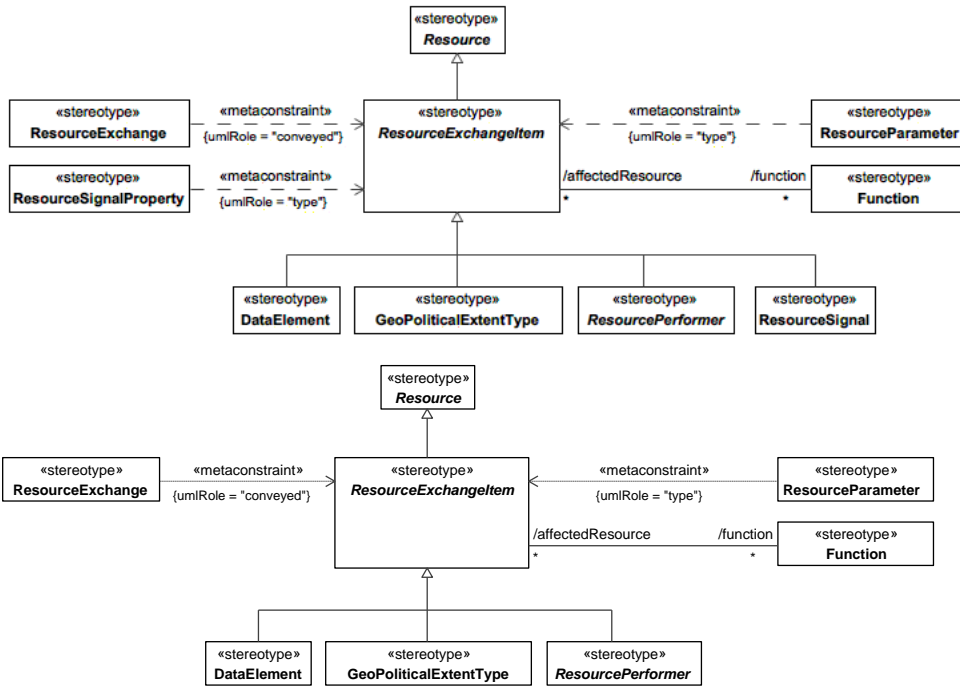 «stereotype»
Resource
«stereotype»
ResourceExchange
«metaconstraint»
{umlRole = "conveyed"}
«stereotype»
ResourceExchangeItem
«metaconstraint»
{umlRole = "type"}
«stereotype»
ResourceParameter
«stereotype»
ResourceSignalProperty
«metaconstraint»
{umlRole = "type"}
/affectedResource
*
/function
*
«stereotype»
Function
«stereotype»
DataElement
«stereotype»
GeoPoliticalExtentType
«stereotype»
ResourcePerformer
«stereotype»
ResourceSignal
«stereotype»
Resource
«stereotype»
ResourceExchange
«metaconstraint»
{umlRole = "conveyed"}
«stereotype»
ResourceExchangeItem
«metaconstraint»
{umlRole = "type"}
«stereotype»
ResourceParameter
/affectedResource
*
/function
*
«stereotype»
Function
«stereotype»
DataElement
«stereotype»
GeoPoliticalExtentType
«stereotype»
ResourcePerformer